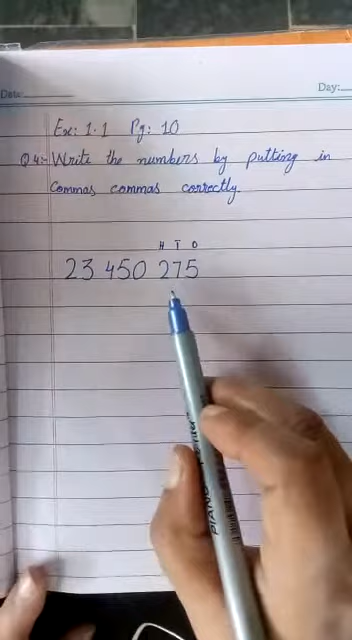 Date: Day:
Ex: 1.1 Pg: 10
Q4:- Write the numbers by putting in
commas commas correctly.
H T O
23 450 275
PIANO